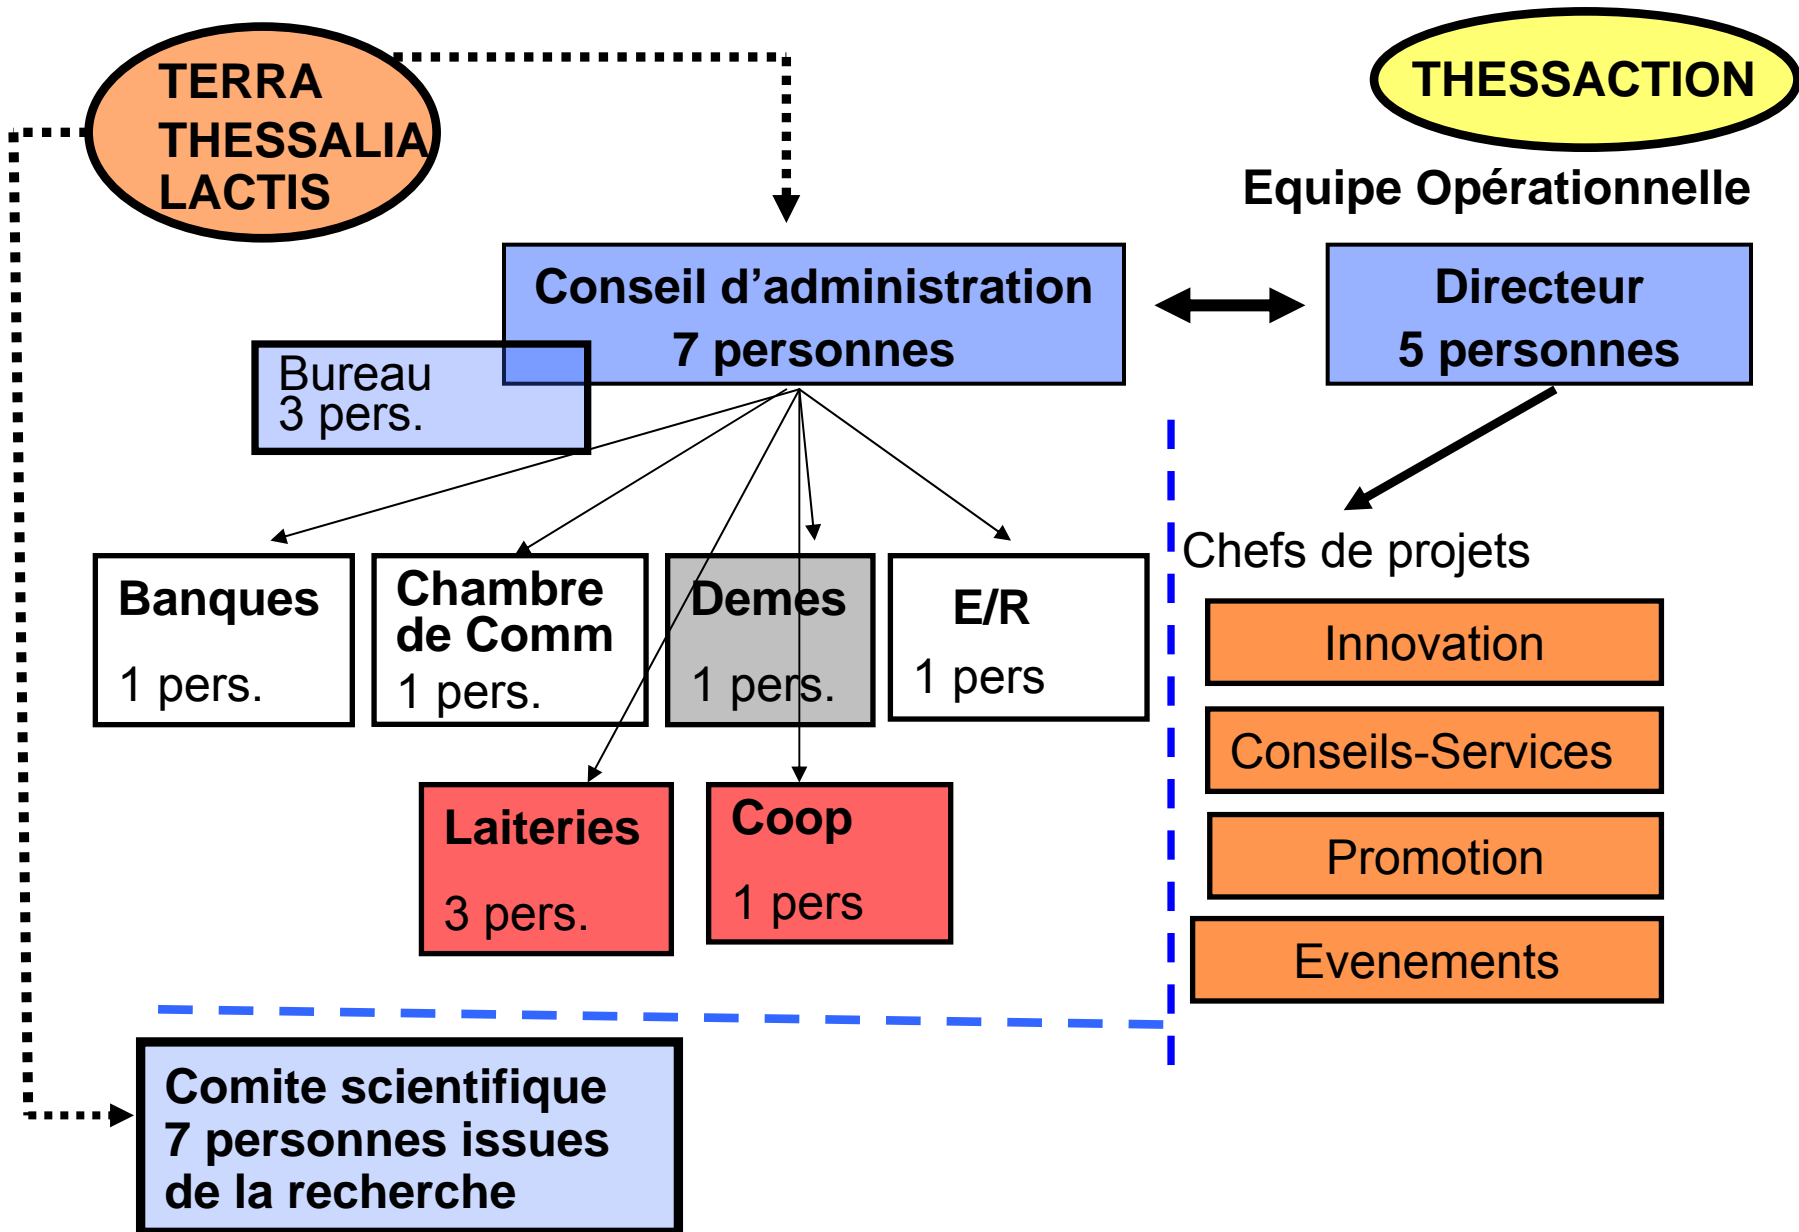 TERRA
THESSALIA
LACTIS
THESSACTION
Equipe Opérationnelle
Conseil d’administration
7 personnes
Directeur
5 personnes
Bureau
3 pers.
Chefs de projets
Banques
1 pers.
Chambre
de Comm
1 pers.
Demes
1 pers.
E/R
1 pers
Laiteries
3 pers.
Coop
1 pers
Innovation
Conseils-Services
Promotion
Evenements
Comite scientifique
7 personnes issues
de la recherche